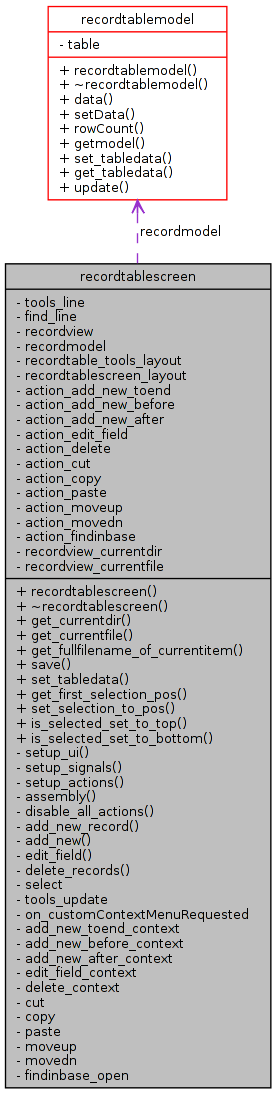 recordtablemodel
- table
+ recordtablemodel()
+ ~recordtablemodel()
+ data()
+ setData()
+ rowCount()
+ getmodel()
+ set_tabledata()
+ get_tabledata()
+ update()
recordmodel
recordtablescreen
- tools_line
- find_line
- recordview
- recordmodel
- recordtable_tools_layout
- recordtablescreen_layout
- action_add_new_toend
- action_add_new_before
- action_add_new_after
- action_edit_field
- action_delete
- action_cut
- action_copy
- action_paste
- action_moveup
- action_movedn
- action_findinbase
- recordview_currentdir
- recordview_currentfile
+ recordtablescreen()
+ ~recordtablescreen()
+ get_currentdir()
+ get_currentfile()
+ get_fullfilename_of_currentitem()
+ save()
+ set_tabledata()
+ get_first_selection_pos()
+ set_selection_to_pos()
+ is_selected_set_to_top()
+ is_selected_set_to_bottom()
- setup_ui()
- setup_signals()
- setup_actions()
- assembly()
- disable_all_actions()
- add_new_record()
- add_new()
- edit_field()
- delete_records()
- select
- tools_update
- on_customContextMenuRequested
- add_new_toend_context
- add_new_before_context
- add_new_after_context
- edit_field_context
- delete_context
- cut
- copy
- paste
- moveup
- movedn
- findinbase_open